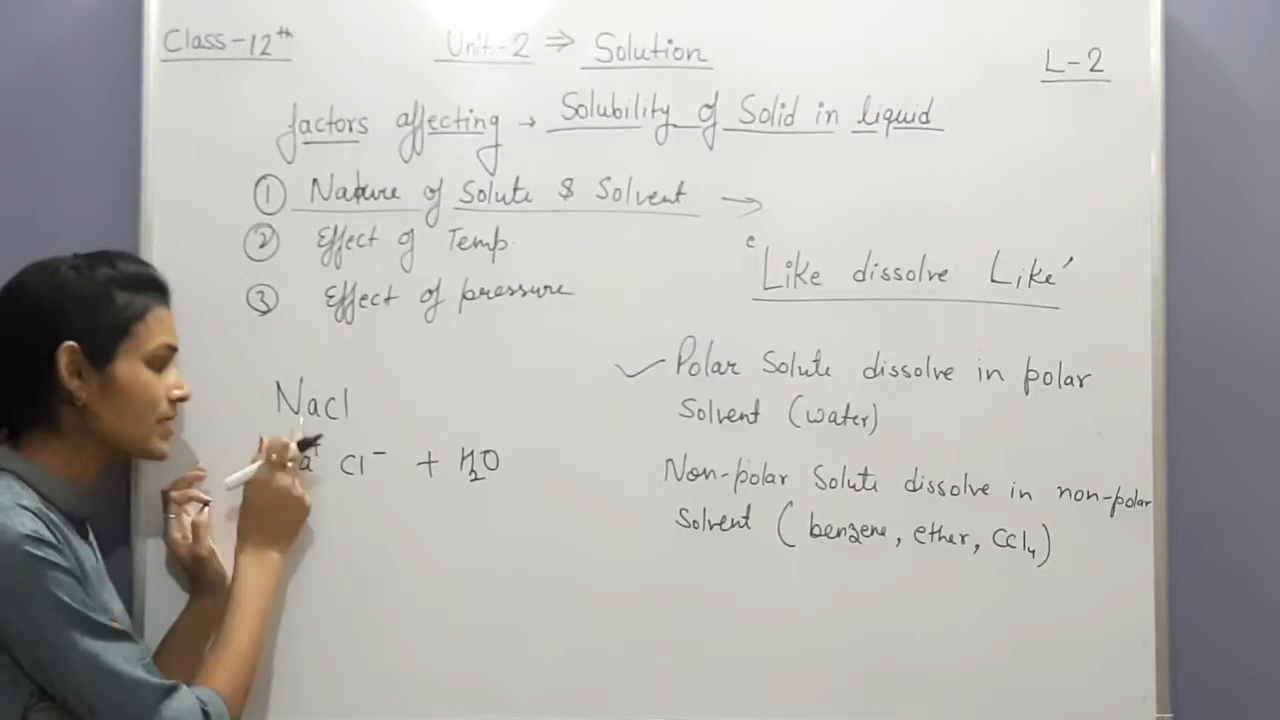 Class-12th
Unit-2 ⇒ Solution
L-2
factors affecting → Solubility of Solid in liquid
① Nature of Solute & Solvent →
② Effect of Temp.
③ Effect of pressure
'Like dissolve Like'
✓ Polar Solute dissolve in polar
Solvent (water)
Non-polar Solute dissolve in non-polar
Solvent (benzene, ether, CCl₄)
Nacl
a⁺ Cl⁻ + H₂O